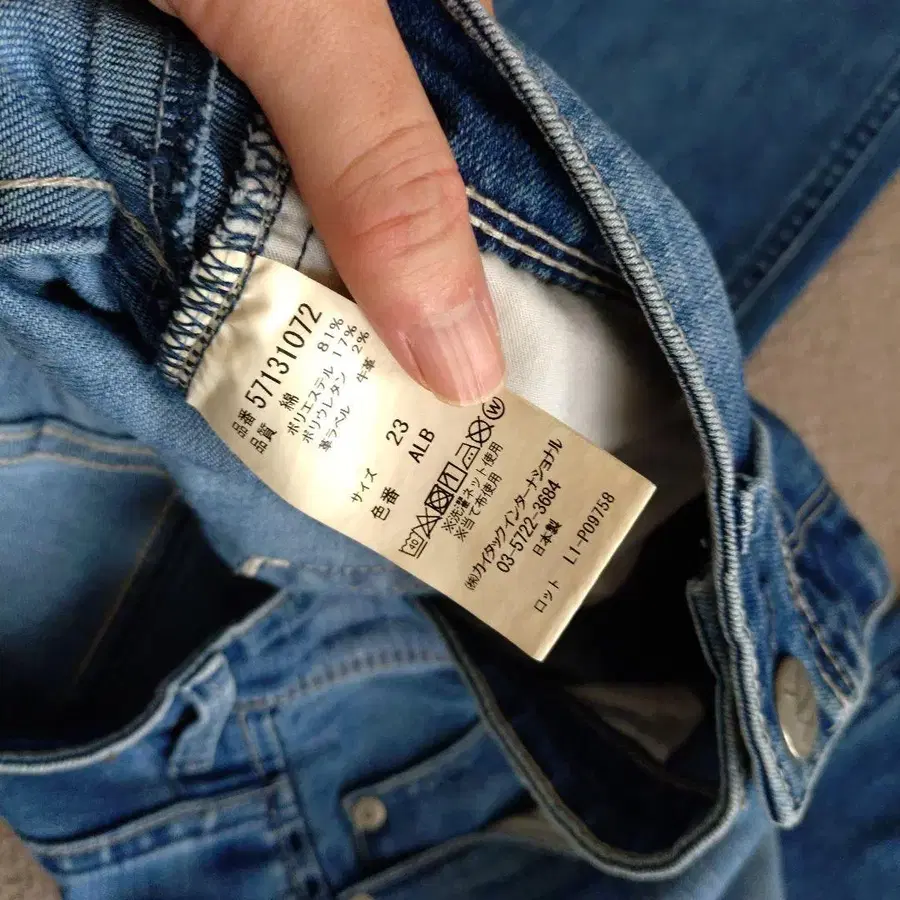 品番 57131072
品質 綿 81%
ポリエステル 17%
ポリウレタン 2%
革ラベル 牛革
サイズ 23
色番 ALB
40
W
※洗濯ネット使用
※当て布使用
㈱カイタックインターナショナル
03-5722-3684
日本製
ロット L1-P09758